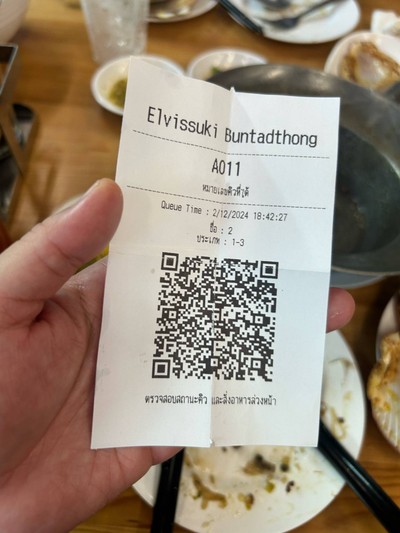 Elvissuki Buntadthong
A011
หมายเลขคิวที่ได้
Queue Time : 2/12/2024 18:42:27
ชื่อ : 2
ประเภท : 1-3
ตรวจสอบสถานะคิว และสั่งอาหารล่วงหน้า